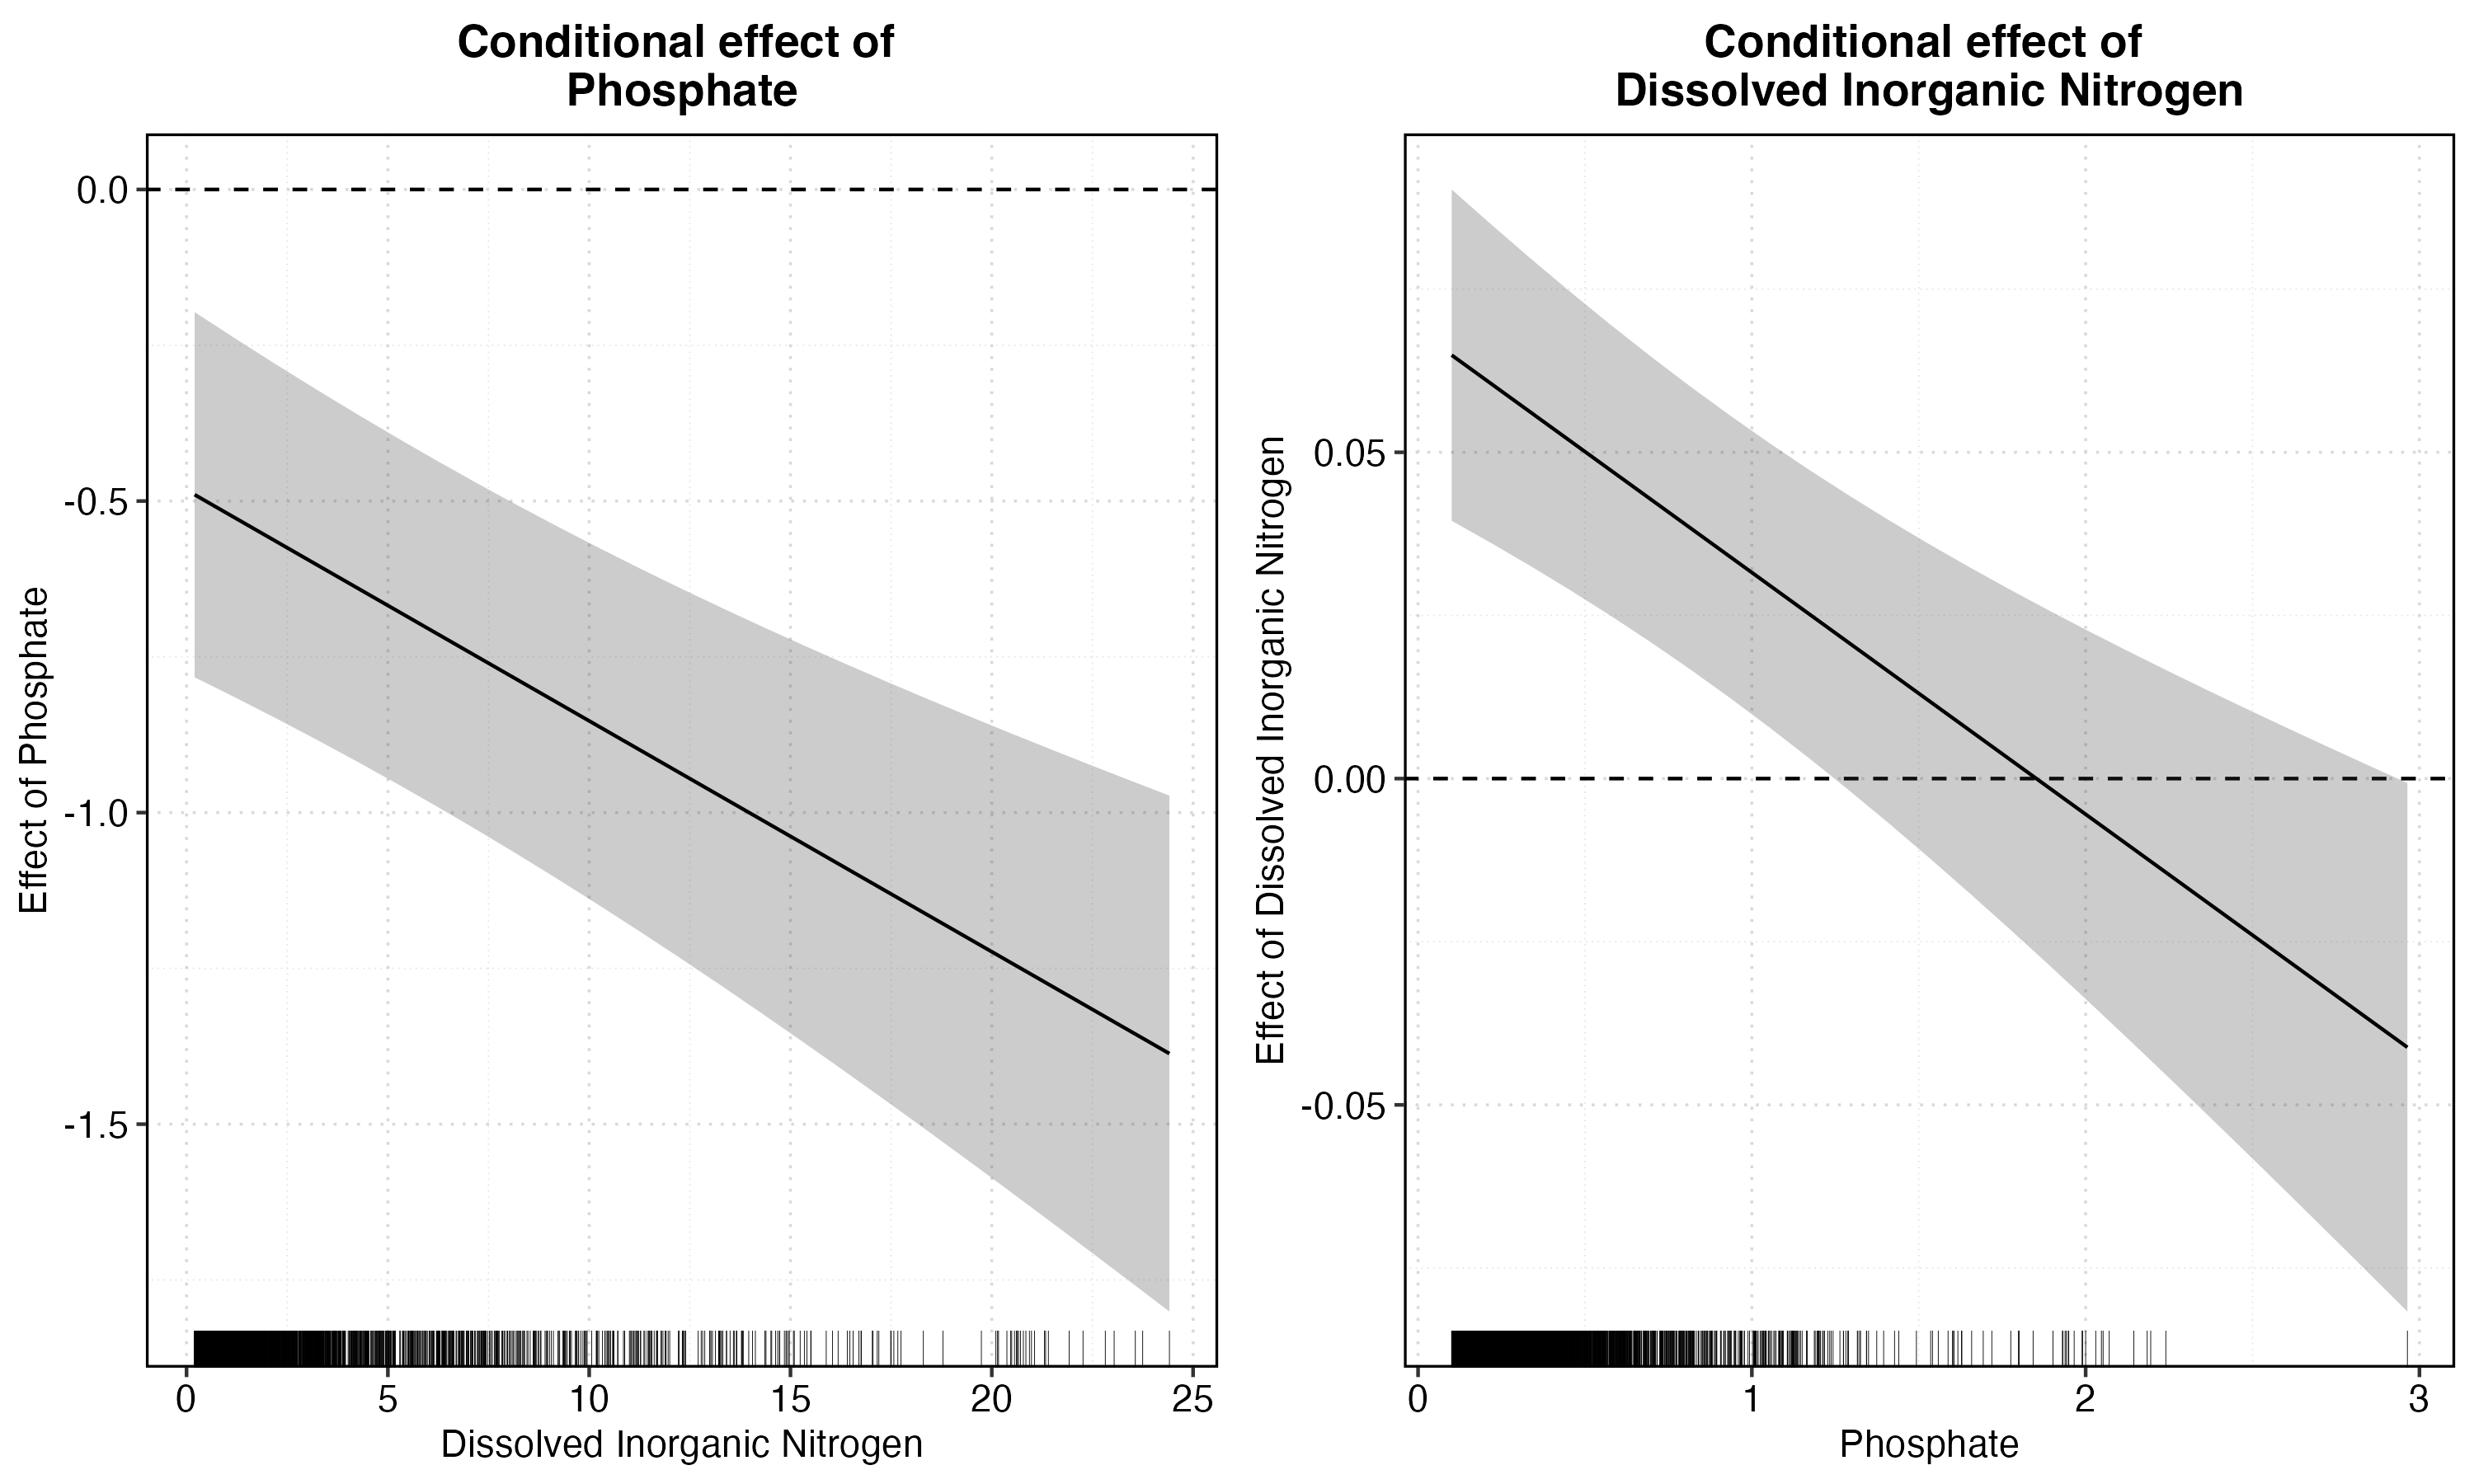 Conditional effect of
Phosphate
Effect of Phosphate
0.0
-0.5
-1.0
-1.5
0 5 10 15 20 25
Dissolved Inorganic Nitrogen
Conditional effect of
Dissolved Inorganic Nitrogen
Effect of Dissolved Inorganic Nitrogen
0.05
0.00
-0.05
0 1 2 3
Phosphate